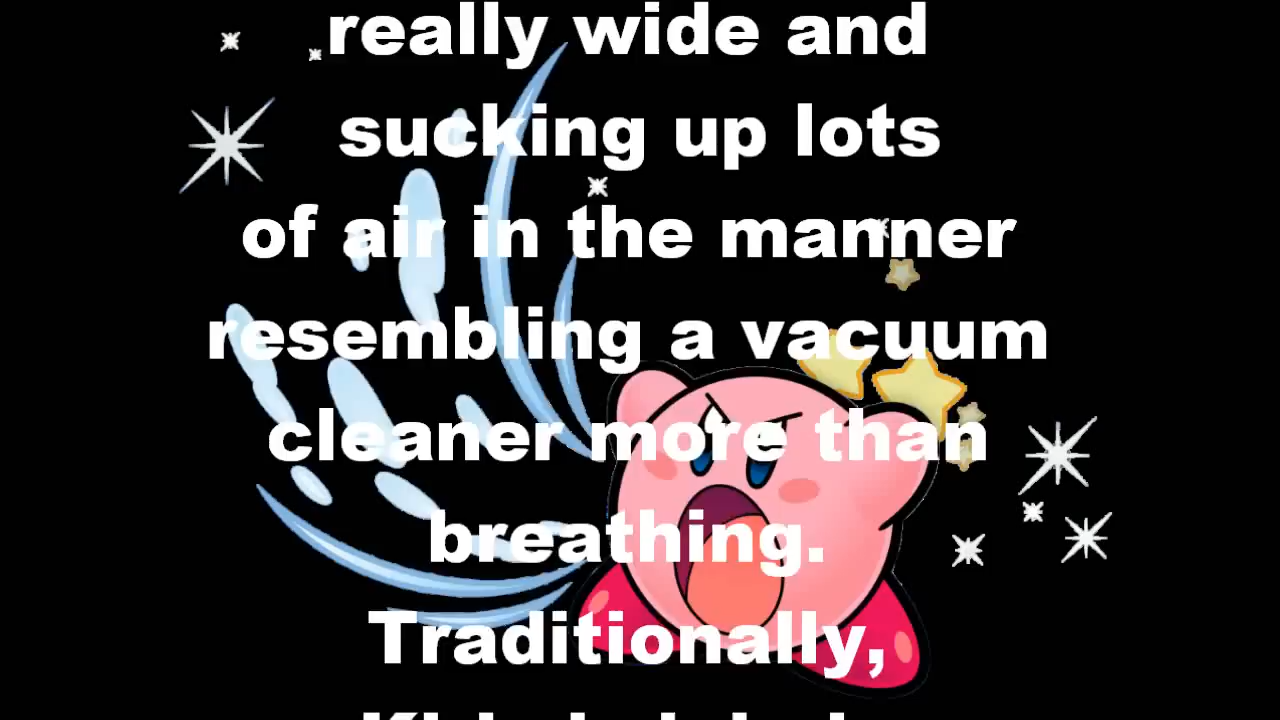 really wide and
sucking up lots
of air in the manner
resembling a vacuum
cleaner more than
breathing.
Traditionally,